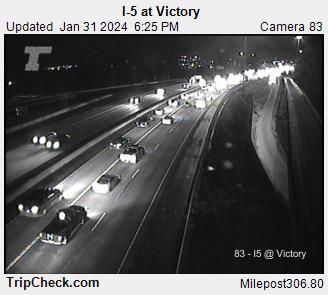 I-5 at Victory
Updated Jan 31 2024 6:25 PM Camera 83
T
N
83 - I5 @ Victory
TripCheck.com Milepost306.80